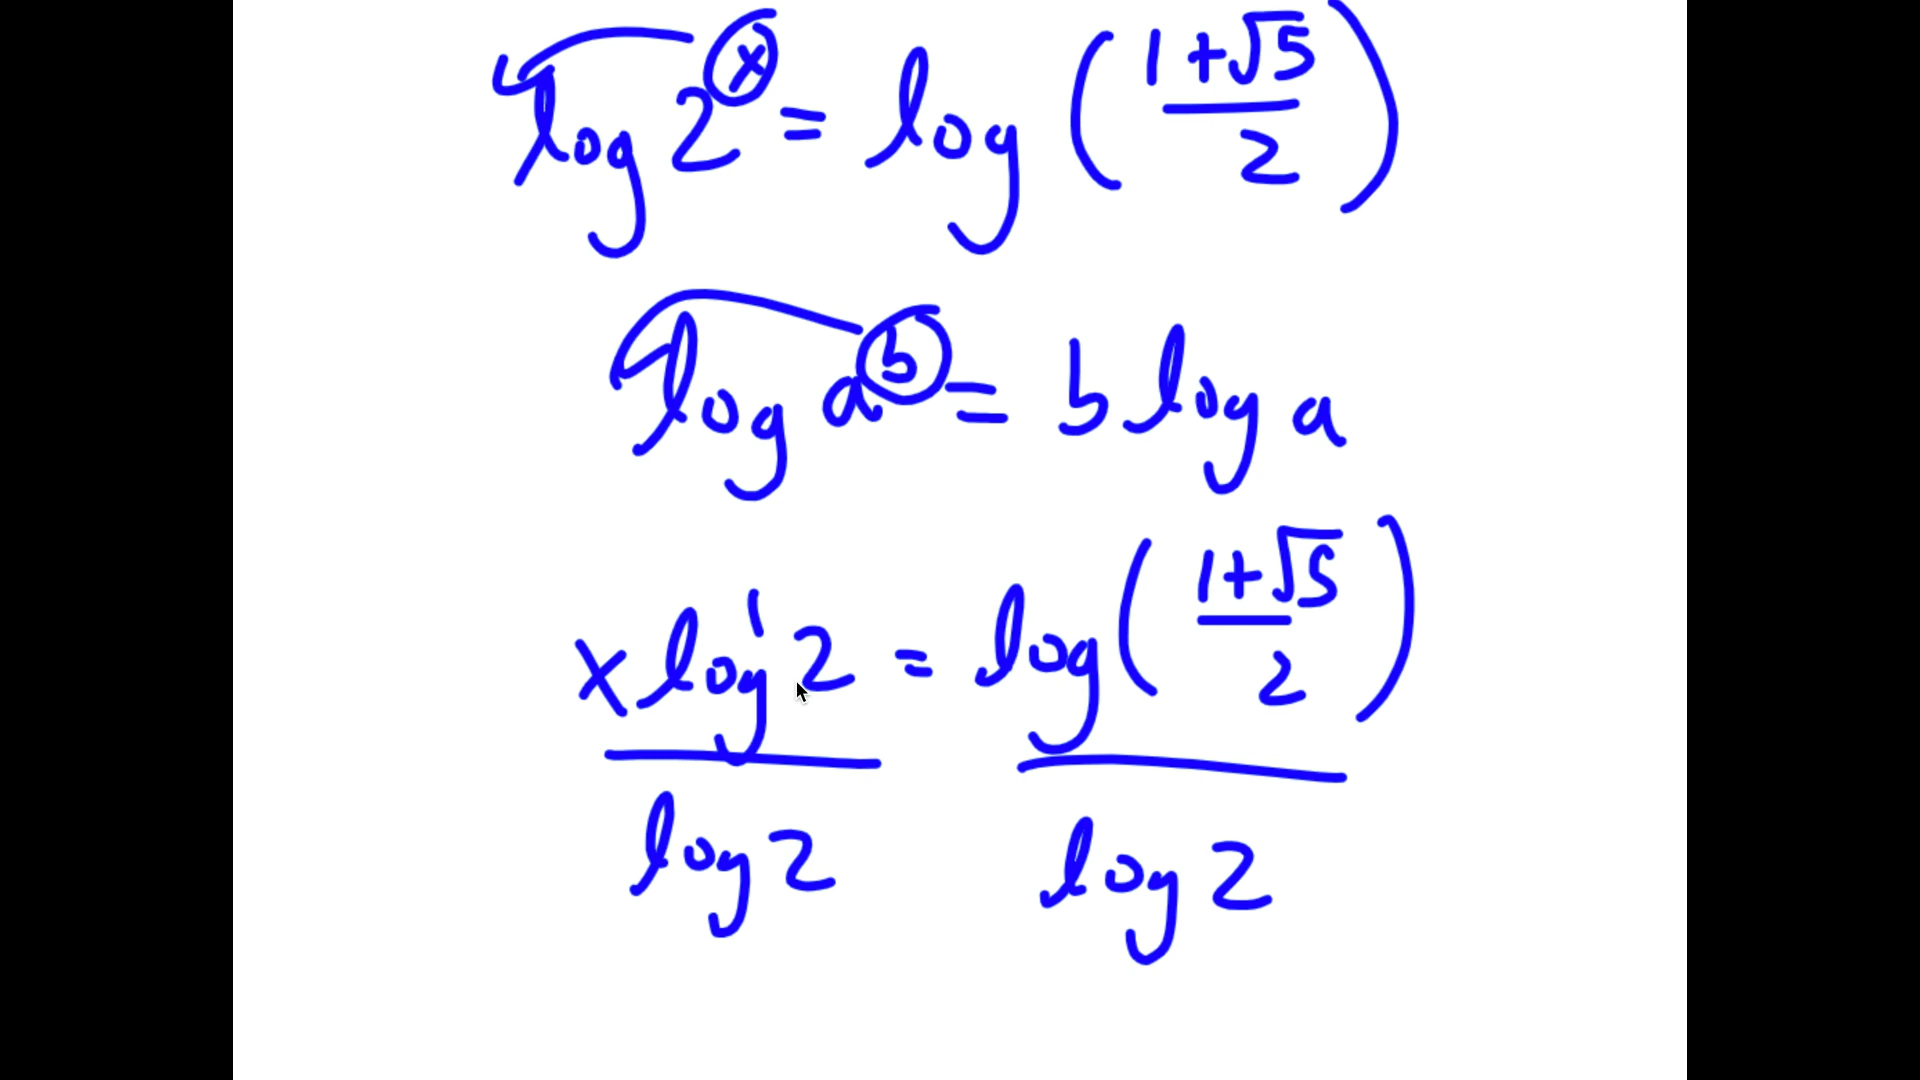 log 2^x = log ( (1+√5)/2 )
log a^b = b log a
x log 2 = log ( (1+√5)/2 )
log 2 log 2